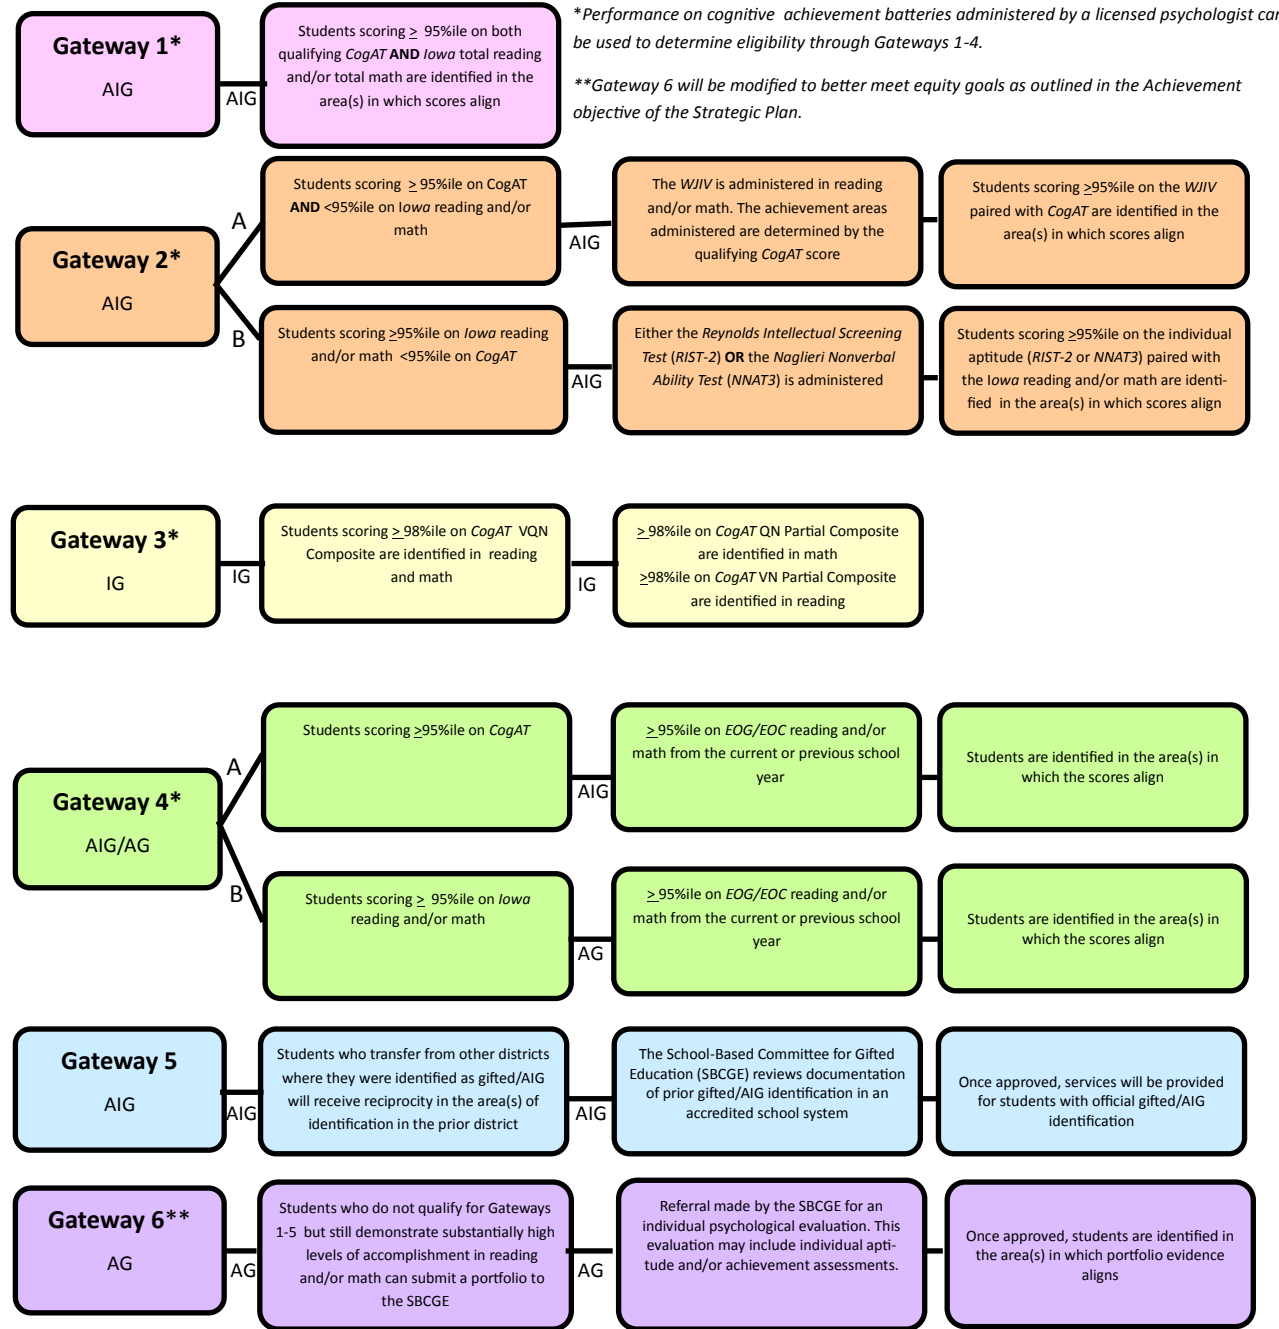 Gateway 1*
AIG
AIG
Students scoring > 95%ile on both
qualifying CogAT AND Iowa total reading
and/or total math are identified in the
area(s) in which scores align
*Performance on cognitive  achievement batteries administered by a licensed psychologist can
be used to determine eligibility through Gateways 1-4.
**Gateway 6 will be modified to better meet equity goals as outlined in the Achievement
objective of the Strategic Plan.
Gateway 2*
AIG
A
Students scoring  > 95%ile on CogAT
AND <95%ile on Iowa reading and/or
math
AIG
The WJIV is administered in reading
and/or math. The achievement areas
administered are determined by the
qualifying CogAT score
Students scoring >95%ile on the WJIV
paired with CogAT are identified in the
area(s) in which scores align
B
Students scoring >95%ile on Iowa reading
and/or math  <95%ile on CogAT
AIG
Either the Reynolds Intellectual Screening
Test (RIST-2) OR the Naglieri Nonverbal
Ability Test (NNAT3) is administered
Students scoring >95%ile on the individual
aptitude (RIST-2 or NNAT3) paired with
the Iowa reading and/or math are identi-
fied  in the area(s) in which scores align
Gateway 3*
IG
IG
Students scoring > 98%ile on CogAT  VQN
Composite are identified in  reading
and math
IG
> 98%ile on CogAT QN Partial Composite
are identified in math
>98%ile on CogAT VN Partial Composite
are identified in reading
Gateway 4*
AIG/AG
A
Students scoring >95%ile on CogAT
AIG
> 95%ile on EOG/EOC reading and/or
math from the current or previous school
year
Students are identified in the area(s) in
which the scores align
B
Students scoring >  95%ile on Iowa
reading and/or math
AG
> 95%ile on EOG/EOC reading and/or
math from the current or previous school
year
Students are identified in the area(s) in
which the scores align
Gateway 5
AIG
AIG
Students who transfer from other districts
where they were identified as gifted/AIG
will receive reciprocity in the area(s) of
identification in the prior district
AIG
The School-Based Committee for Gifted
Education (SBCGE) reviews documentation
of prior gifted/AIG identification in an
accredited school system
Once approved, services will be provided
for students with official gifted/AIG
identification
Gateway 6**
AG
AG
Students who do not qualify for Gateways
1-5  but still demonstrate substantially high
levels of accomplishment in reading
and/or math can submit a portfolio to
the SBCGE
AG
Referral made by the SBCGE for an
individual psychological evaluation. This
evaluation may include individual apti-
tude and/or achievement assessments.
Once approved, students are identified in
the area(s) in which portfolio evidence
aligns